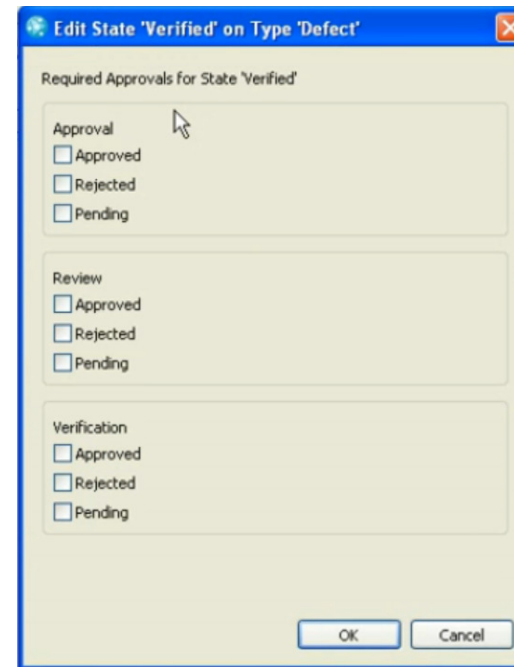 Edit State 'Verified' on Type 'Defect'
Required Approvals for State 'Verified'
Approval
Approved
Rejected
Pending
Review
Approved
Rejected
Pending
Verification
Approved
Rejected
Pending
OK
Cancel